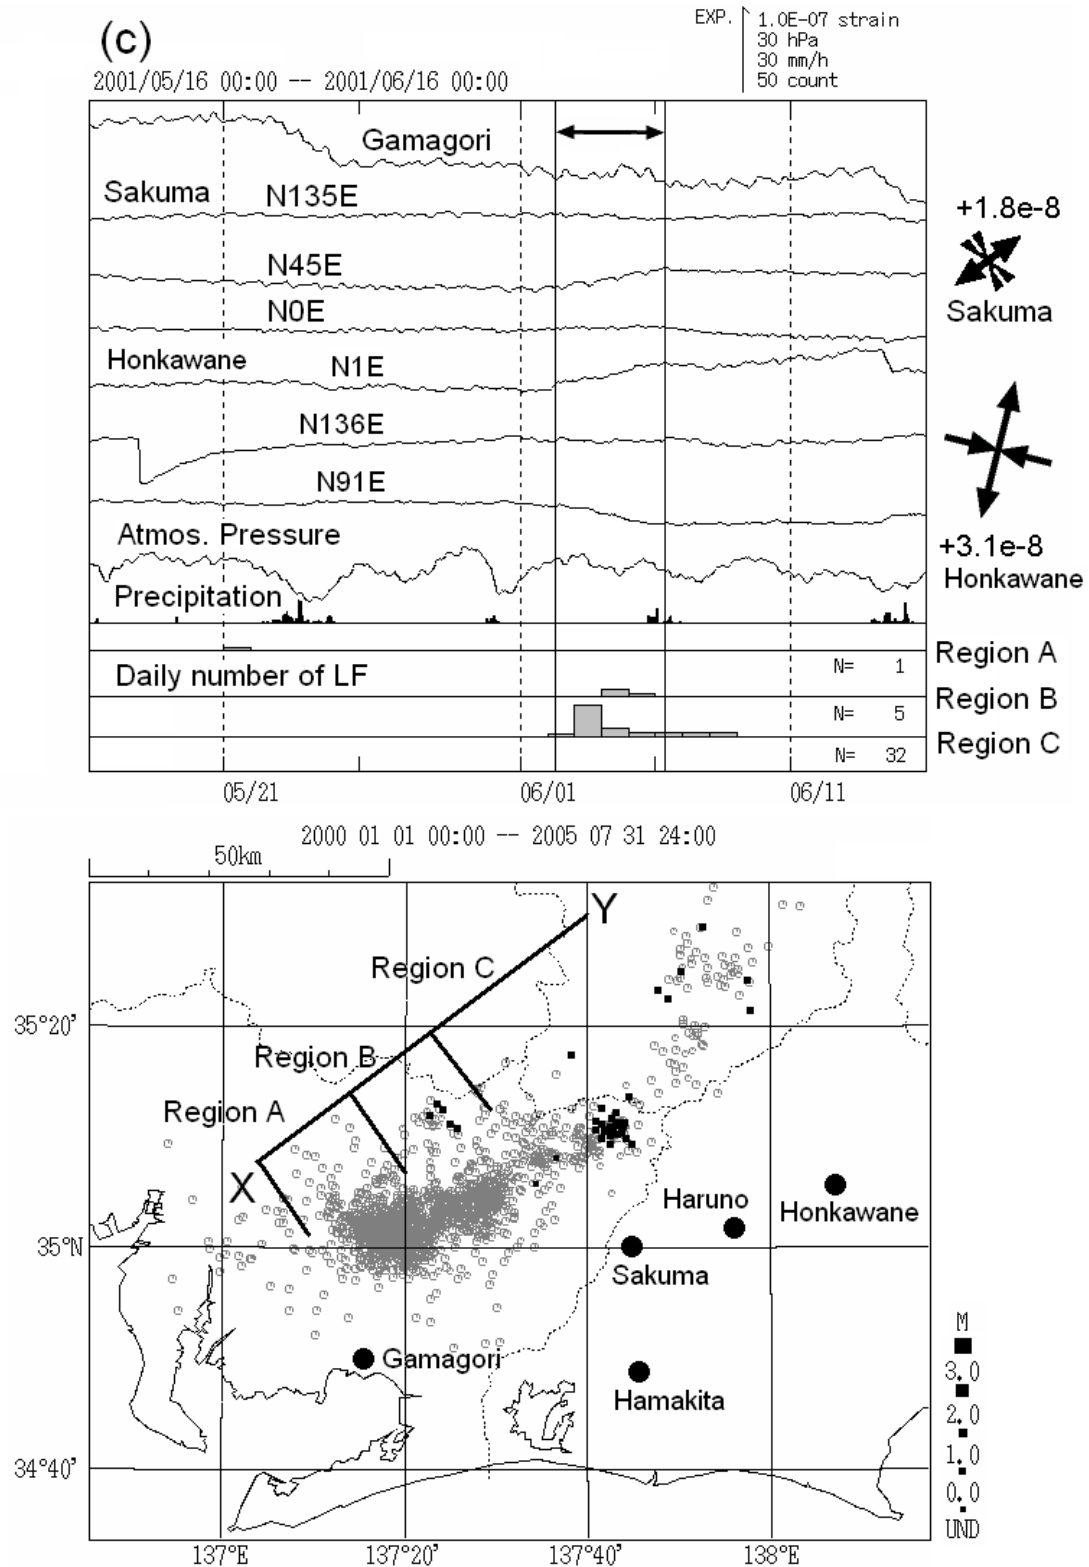 (c)
EXP. 1.0E-07 strain
30 hPa
30 mm/h
50 count
2001/05/16 00:00 -- 2001/06/16 00:00
Gamagori
Sakuma N135E
N45E
N0E
Honkawane N1E
N136E
N91E
Atmos. Pressure
Precipitation
+1.8e-8
Sakuma
+3.1e-8
Honkawane
Region A
N= 1
Daily number of LF
Region B
N= 5
Region C
N= 32
05/21 06/01 06/11
2000 01 01 00:00 -- 2005 07 31 24:00
50km
Y
Region C
35°20'
Region B
Region A
X
Haruno
Honkawane
35°N
Sakuma
Gamagori
Hamakita
M
3.0
2.0
1.0
0.0
UND
34°40'
137°E 137°20' 137°40' 138°E